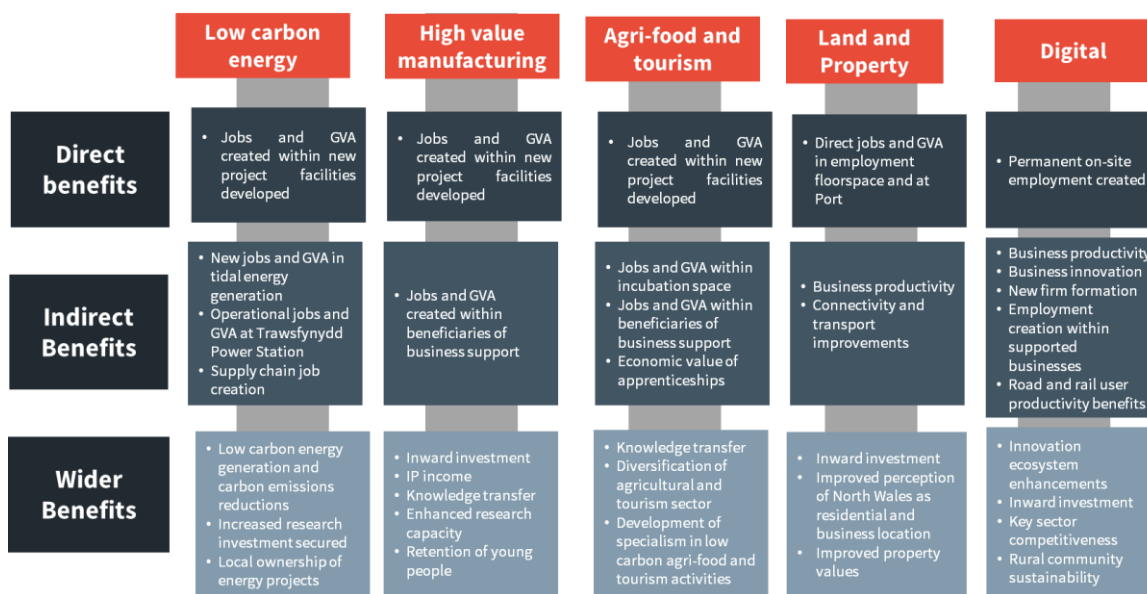 Low carbon
energy
High value
manufacturing
Agri-food and
tourism
Land and
Property
Digital
Direct
benefits
• Jobs and GVA
created within new
project facilities
developed
• Jobs and GVA
created within new
project facilities
developed
• Jobs and GVA
created within new
project facilities
developed
• Direct jobs and GVA
in employment
floorspace and at
Port
• Permanent on-site
employment created
Indirect
Benefits
• New jobs and GVA in
tidal energy
generation
• Operational jobs and
GVA at Trawsfynydd
Power Station
• Supply chain job
creation
• Jobs and GVA
created within
beneficiaries of
business support
• Jobs and GVA within
incubation space
• Jobs and GVA within
beneficiaries of
business support
• Economic value of
apprenticeships
• Business productivity
• Connectivity and
transport
improvements
• Business productivity
• Business innovation
• New firm formation
• Employment
creation within
supported
businesses
• Road and rail user
productivity benefits
Wider
Benefits
• Low carbon energy
generation and
carbon emissions
reductions
• Increased research
investment secured
• Local ownership of
energy projects
• Inward investment
• IP income
• Knowledge transfer
• Enhanced research
capacity
• Retention of young
people
• Knowledge transfer
• Diversification of
agricultural and
tourism sector
• Development of
specialism in low
carbon agri-food and
tourism activities
• Inward investment
• Improved perception
of North Wales as
residential and
business location
• Improved property
values
• Innovation
ecosystem
enhancements
• Inward investment
• Key sector
competitiveness
• Rural community
sustainability